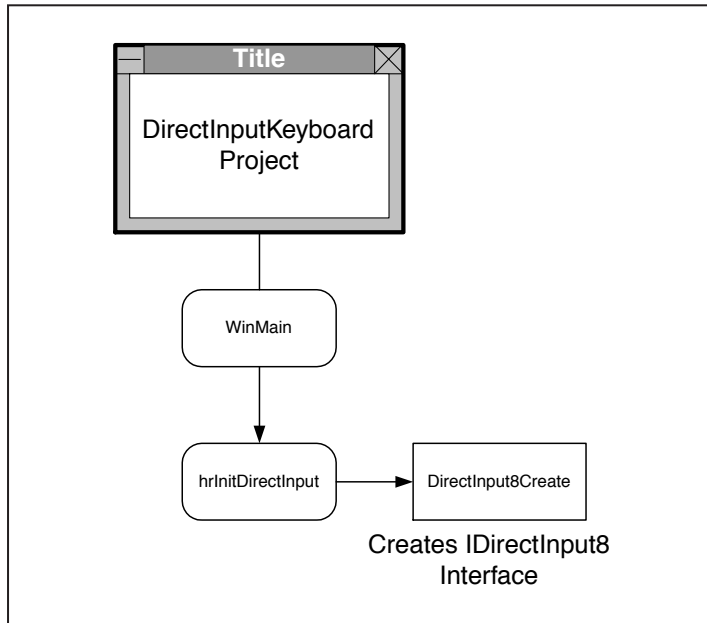 Title
DirectInputKeyboard
Project
WinMain
hrInitDirectInput
DirectInput8Create
Creates IDirectInput8
Interface